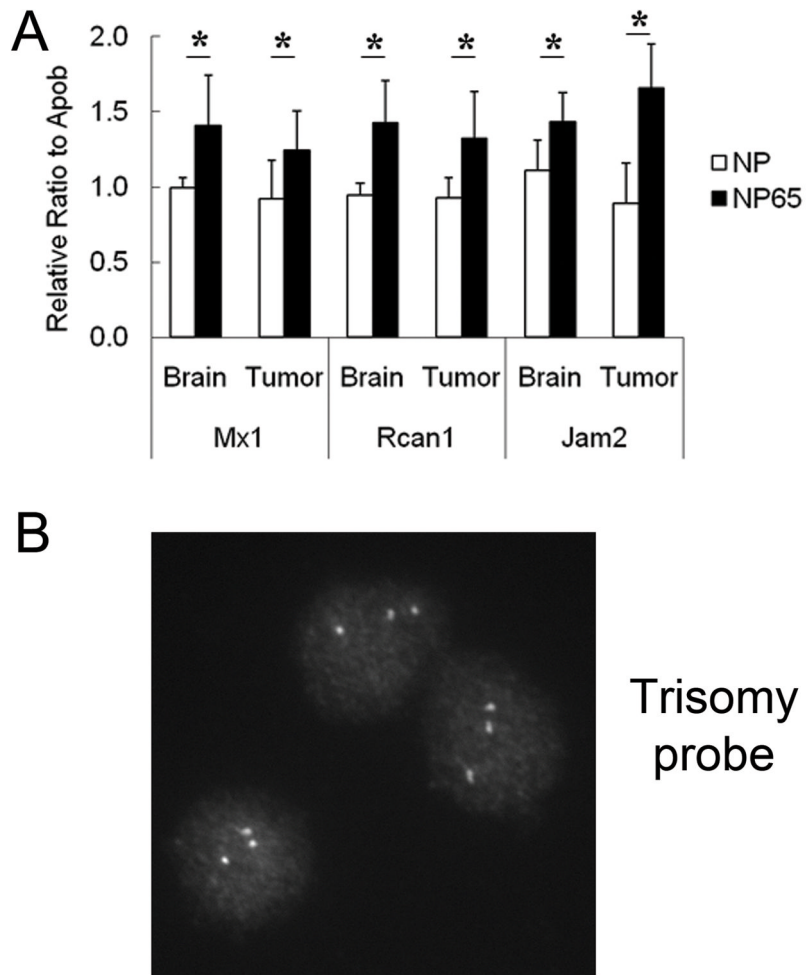 A
Relative Ratio to Apob
2.0
1.5
1.0
0.5
0.0
* * * * * *
NP
NP65
Brain Tumor Brain Tumor Brain Tumor
Mx1 Rcan1 Jam2
B
Trisomy
probe